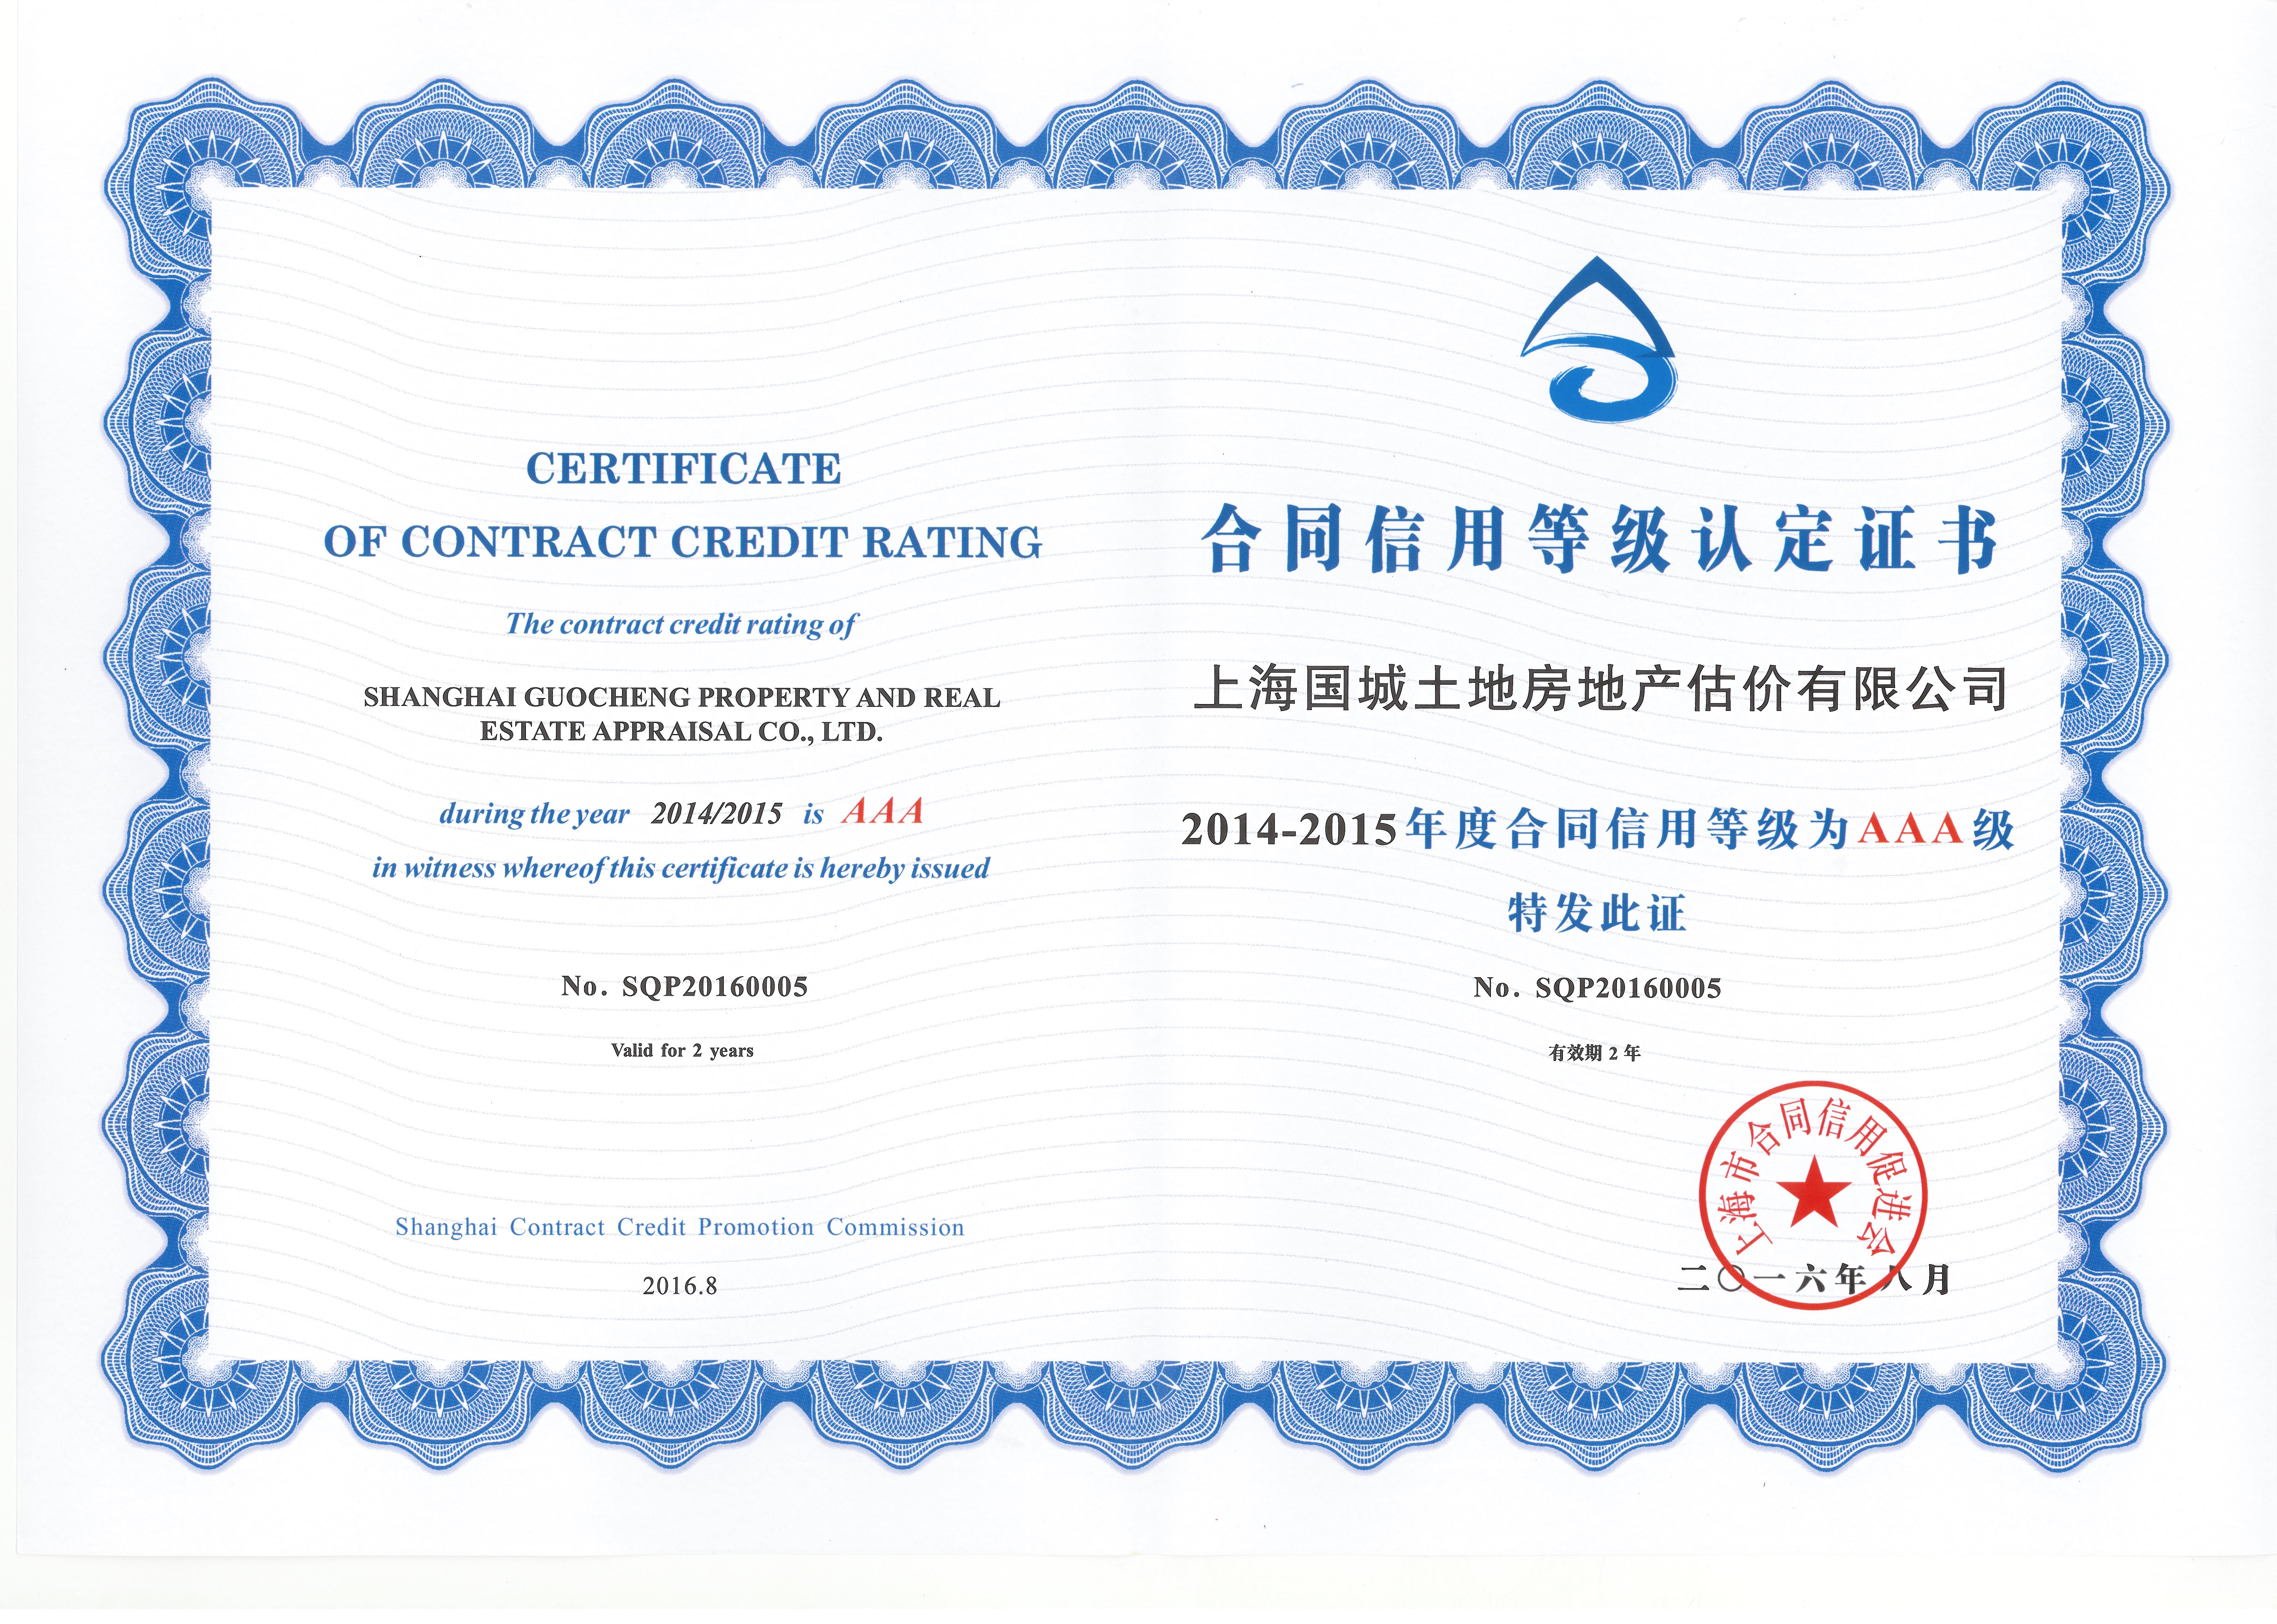 CERTIFICATE
OF CONTRACT CREDIT RATING
The contract credit rating of
SHANGHAI GUOCHENG PROPERTY AND REAL
ESTATE APPRAISAL CO., LTD.
during the year 2014/2015 is AAA
in witness whereof this certificate is hereby issued
No. SQP20160005
Valid for 2 years
Shanghai Contract Credit Promotion Commission
2016.8
合同信用等级认定证书
上海国城土地房地产估价有限公司
2014-2015年度合同信用等级为AAA级
特发此证
No. SQP20160005
有效期 2 年
上海市合同信用促进会
二〇一六年八月